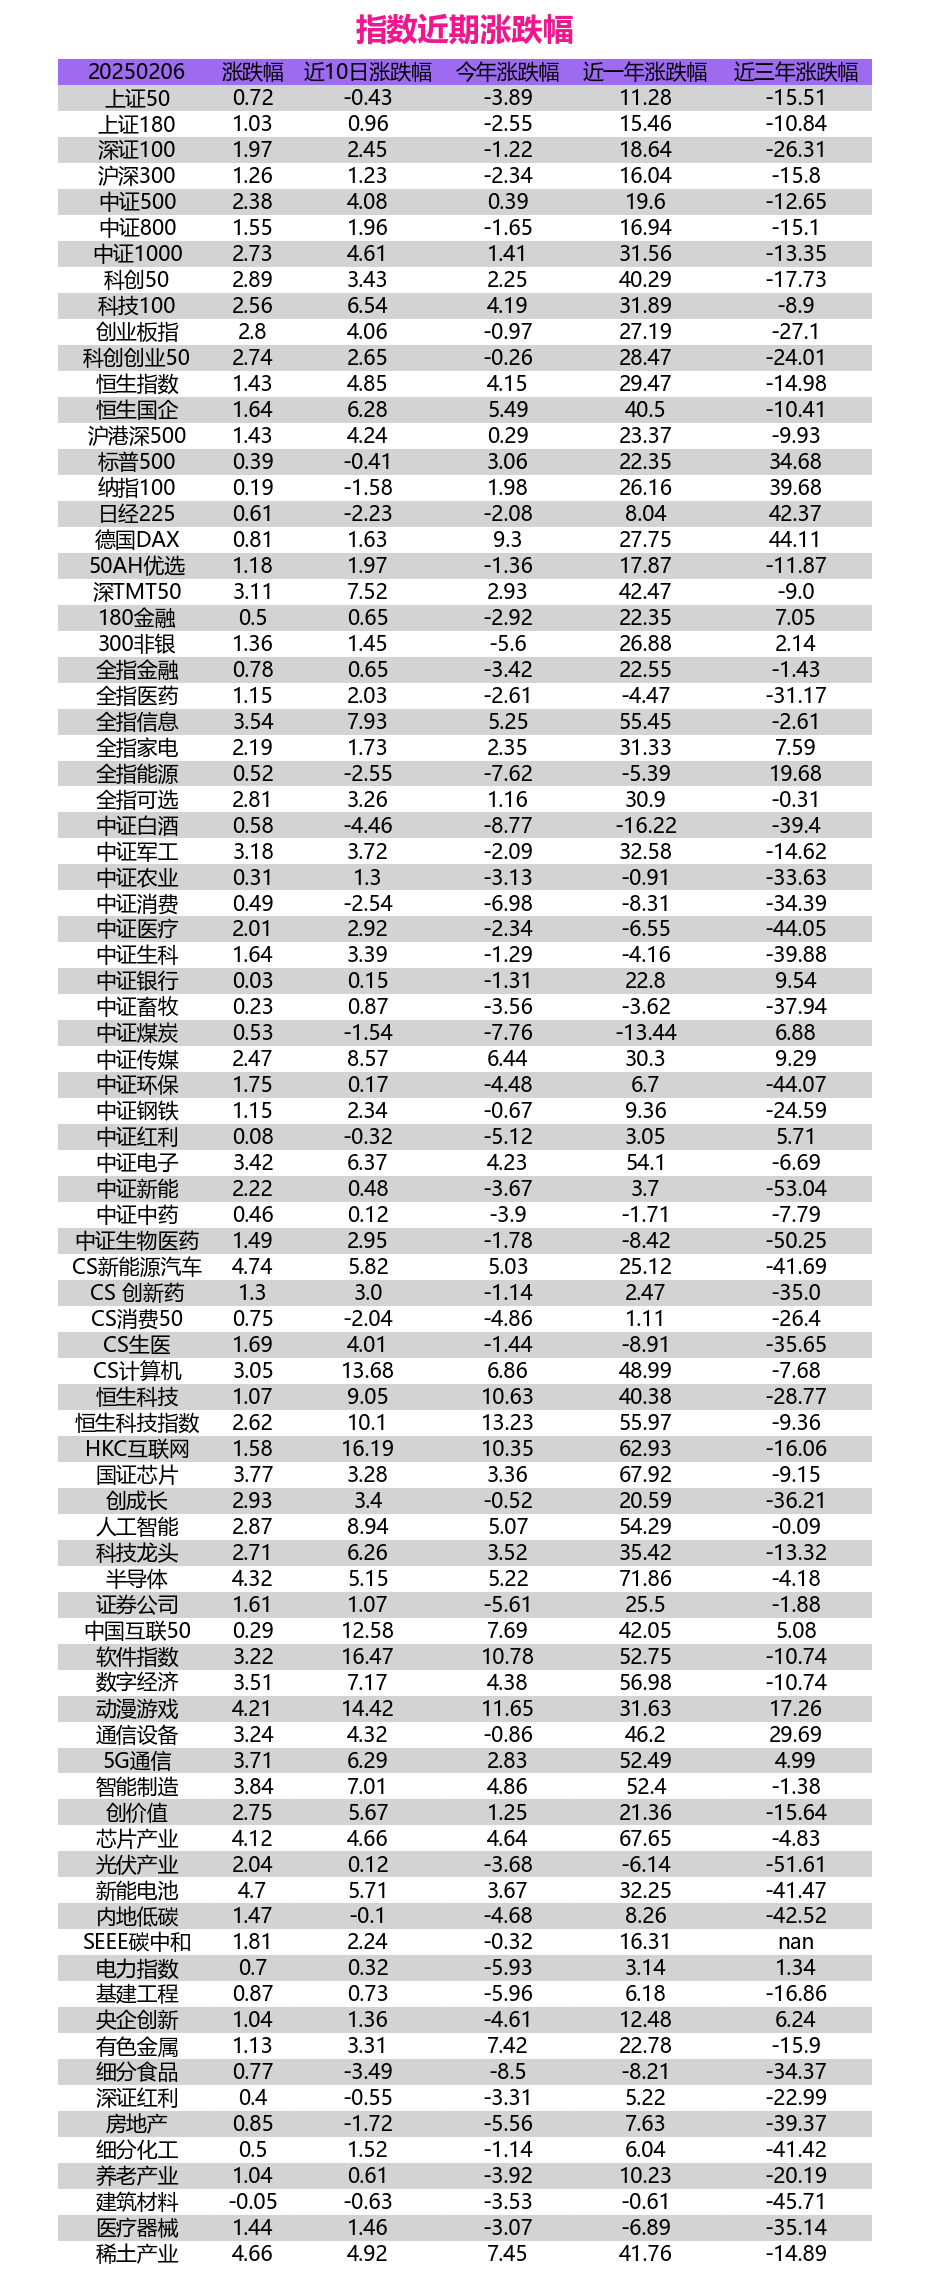 指数近期涨跌幅
20250206 涨跌幅 近10日涨跌幅 今年涨跌幅 近一年涨跌幅 近三年涨跌幅
上证50 0.72 -0.43 -3.89 11.28 -15.51
上证180 1.03 0.96 -2.55 15.46 -10.84
深证100 1.97 2.45 -1.22 18.64 -26.31
沪深300 1.26 1.23 -2.34 16.04 -15.8
中证500 2.38 4.08 0.39 19.6 -12.65
中证800 1.55 1.96 -1.65 16.94 -15.1
中证1000 2.73 4.61 1.41 31.56 -13.35
科创50 2.89 3.43 2.25 40.29 -17.73
科技100 2.56 6.54 4.19 31.89 -8.9
创业板指 2.8 4.06 -0.97 27.19 -27.1
科创创业50 2.74 2.65 -0.26 28.47 -24.01
恒生指数 1.43 4.85 4.15 29.47 -14.98
恒生国企 1.64 6.28 5.49 40.5 -10.41
沪港深500 1.43 4.24 0.29 23.37 -9.93
标普500 0.39 -0.41 3.06 22.35 34.68
纳指100 0.19 -1.58 1.98 26.16 39.68
日经225 0.61 -2.23 -2.08 8.04 42.37
德国DAX 0.81 1.63 9.3 27.75 44.11
50AH优选 1.18 1.97 -1.36 17.87 -11.87
深TMT50 3.11 7.52 2.93 42.47 -9.0
180金融 0.5 0.65 -2.92 22.35 7.05
300非银 1.36 1.45 -5.6 26.88 2.14
全指金融 0.78 0.65 -3.42 22.55 -1.43
全指医药 1.15 2.03 -2.61 -4.47 -31.17
全指信息 3.54 7.93 5.25 55.45 -2.61
全指家电 2.19 1.73 2.35 31.33 7.59
全指能源 0.52 -2.55 -7.62 -5.39 19.68
全指可选 2.81 3.26 1.16 30.9 -0.31
中证白酒 0.58 -4.46 -8.77 -16.22 -39.4
中证军工 3.18 3.72 -2.09 32.58 -14.62
中证农业 0.31 1.3 -3.13 -0.91 -33.63
中证消费 0.49 -2.54 -6.98 -8.31 -34.39
中证医疗 2.01 2.92 -2.34 -6.55 -44.05
中证生科 1.64 3.39 -1.29 -4.16 -39.88
中证银行 0.03 0.15 -1.31 22.8 9.54
中证畜牧 0.23 0.87 -3.56 -3.62 -37.94
中证煤炭 0.53 -1.54 -7.76 -13.44 6.88
中证传媒 2.47 8.57 6.44 30.3 9.29
中证环保 1.75 0.17 -4.48 6.7 -44.07
中证钢铁 1.15 2.34 -0.67 9.36 -24.59
中证红利 0.08 -0.32 -5.12 3.05 5.71
中证电子 3.42 6.37 4.23 54.1 -6.69
中证新能 2.22 0.48 -3.67 3.7 -53.04
中证中药 0.46 0.12 -3.9 -1.71 -7.79
中证生物医药 1.49 2.95 -1.78 -8.42 -50.25
CS新能源汽车 4.74 5.82 5.03 25.12 -41.69
CS 创新药 1.3 3.0 -1.14 2.47 -35.0
CS消费50 0.75 -2.04 -4.86 1.11 -26.4
CS生医 1.69 4.01 -1.44 -8.91 -35.65
CS计算机 3.05 13.68 6.86 48.99 -7.68
恒生科技 1.07 9.05 10.63 40.38 -28.77
恒生科技指数 2.62 10.1 13.23 55.97 -9.36
HKC互联网 1.58 16.19 10.35 62.93 -16.06
国证芯片 3.77 3.28 3.36 67.92 -9.15
创成长 2.93 3.4 -0.52 20.59 -36.21
人工智能 2.87 8.94 5.07 54.29 -0.09
科技龙头 2.71 6.26 3.52 35.42 -13.32
半导体 4.32 5.15 5.22 71.86 -4.18
证券公司 1.61 1.07 -5.61 25.5 -1.88
中国互联50 0.29 12.58 7.69 42.05 5.08
软件指数 3.22 16.47 10.78 52.75 -10.74
数字经济 3.51 7.17 4.38 56.98 -10.74
动漫游戏 4.21 14.42 11.65 31.63 17.26
通信设备 3.24 4.32 -0.86 46.2 29.69
5G通信 3.71 6.29 2.83 52.49 4.99
智能制造 3.84 7.01 4.86 52.4 -1.38
创价值 2.75 5.67 1.25 21.36 -15.64
芯片产业 4.12 4.66 4.64 67.65 -4.83
光伏产业 2.04 0.12 -3.68 -6.14 -51.61
新能电池 4.7 5.71 3.67 32.25 -41.47
内地低碳 1.47 -0.1 -4.68 8.26 -42.52
SEEE碳中和 1.81 2.24 -0.32 16.31 nan
电力指数 0.7 0.32 -5.93 3.14 1.34
基建工程 0.87 0.73 -5.96 6.18 -16.86
央企创新 1.04 1.36 -4.61 12.48 6.24
有色金属 1.13 3.31 7.42 22.78 -15.9
细分食品 0.77 -3.49 -8.5 -8.21 -34.37
深证红利 0.4 -0.55 -3.31 5.22 -22.99
房地产 0.85 -1.72 -5.56 7.63 -39.37
细分化工 0.5 1.52 -1.14 6.04 -41.42
养老产业 1.04 0.61 -3.92 10.23 -20.19
建筑材料 -0.05 -0.63 -3.53 -0.61 -45.71
医疗器械 1.44 1.46 -3.07 -6.89 -35.14
稀土产业 4.66 4.92 7.45 41.76 -14.89